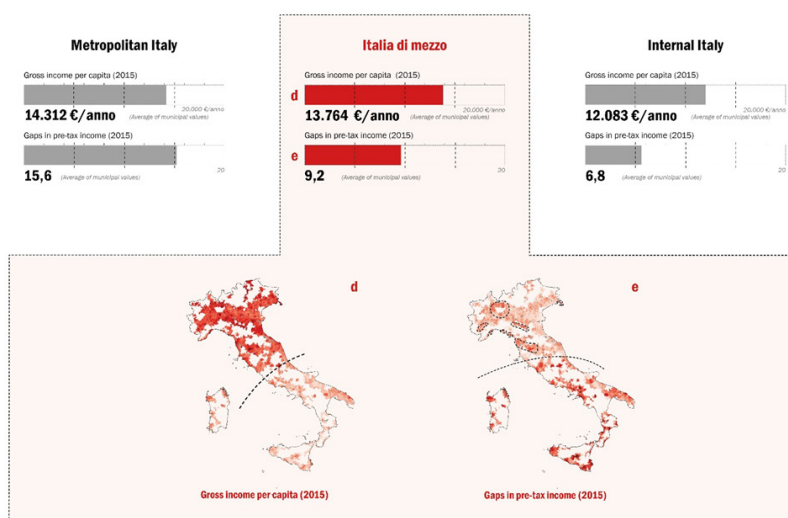 Metropolitan Italy
Gross income per capita (2015)
20.000 €/anno
14.312 €/anno (Average of municipal values)
Gaps in pre-tax income (2015)
20
15,6 (Average of municipal values)
Italia di mezzo
Gross income per capita (2015)
d
20.000 €/anno
13.764 €/anno (Average of municipal values)
Gaps in pre-tax income (2015)
e
20
9,2 (Average of municipal values)
Internal Italy
Gross income per capita (2015)
20.000 €/anno
12.083 €/anno (Average of municipal values)
Gaps in pre-tax income (2015)
20
6,8 (Average of municipal values)
d
e
Gross income per capita (2015)
Gaps in pre-tax income (2015)